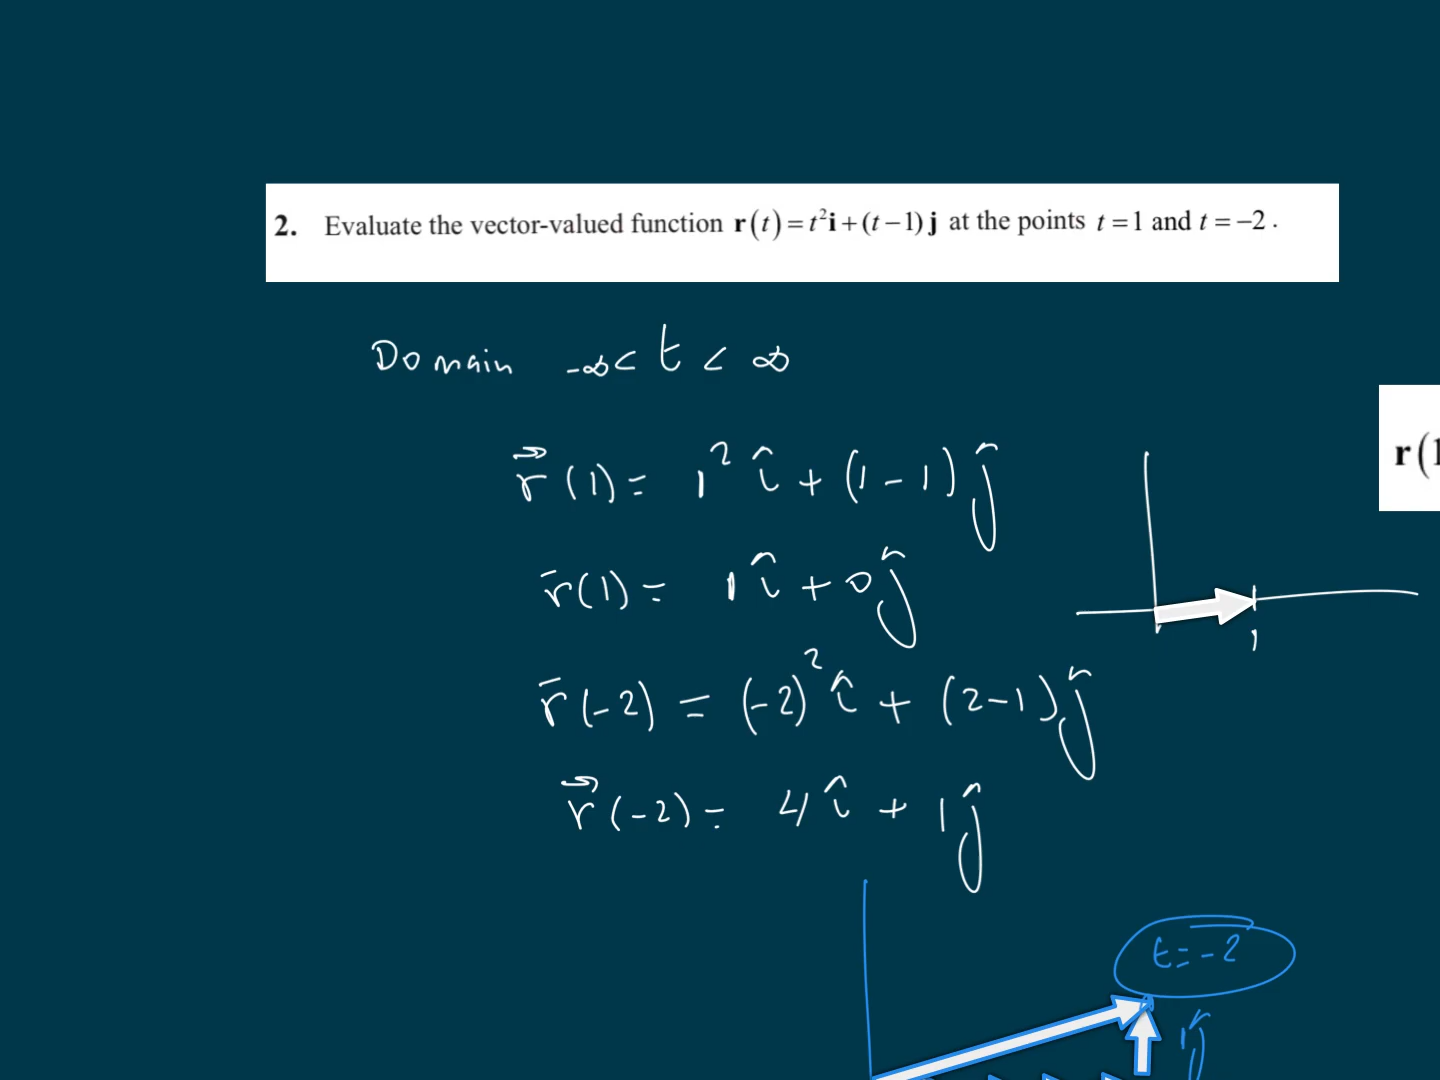 2. Evaluate the vector-valued function r(t) = t²i + (t − 1) j at the points t = 1 and t = −2 .
Domain -∞ < t < ∞
r⃗ (1) = 1² î + (1 - 1) ĵ
r̄(1) = 1 î + 0 ĵ
r̄(-2) = (-2)² î + (2 - 1) ĵ
r⃗ (-2) = 4 î + 1 ĵ
r(1
1
t = -2
1 ĵ